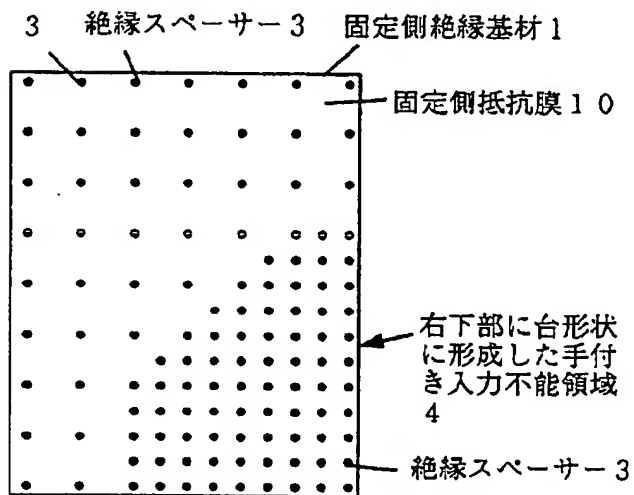 3 絶縁スペーサー3 固定側絶縁基材1
固定側抵抗膜10
右下部に台形状
に形成した手付
き入力不能領域
4
絶縁スペーサー3